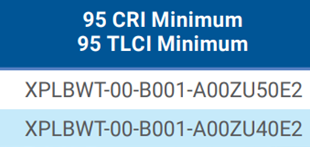 95 CRI Minimum
95 TLCI Minimum
XPLBWT-00-B001-A00ZU50E2
XPLBWT-00-B001-A00ZU40E2